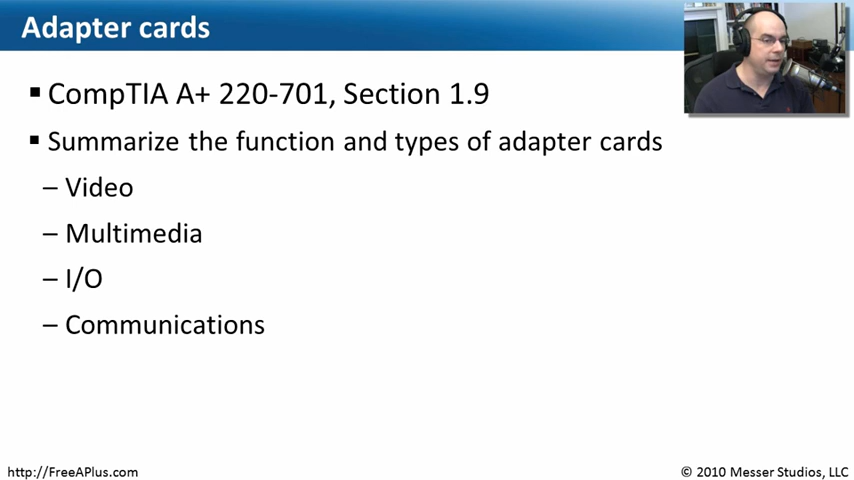 Adapter cards
▪ CompTIA A+ 220-701, Section 1.9
▪ Summarize the function and types of adapter cards
– Video
– Multimedia
– I/O
– Communications
http://FreeAPlus.com
© 2010 Messer Studios, LLC